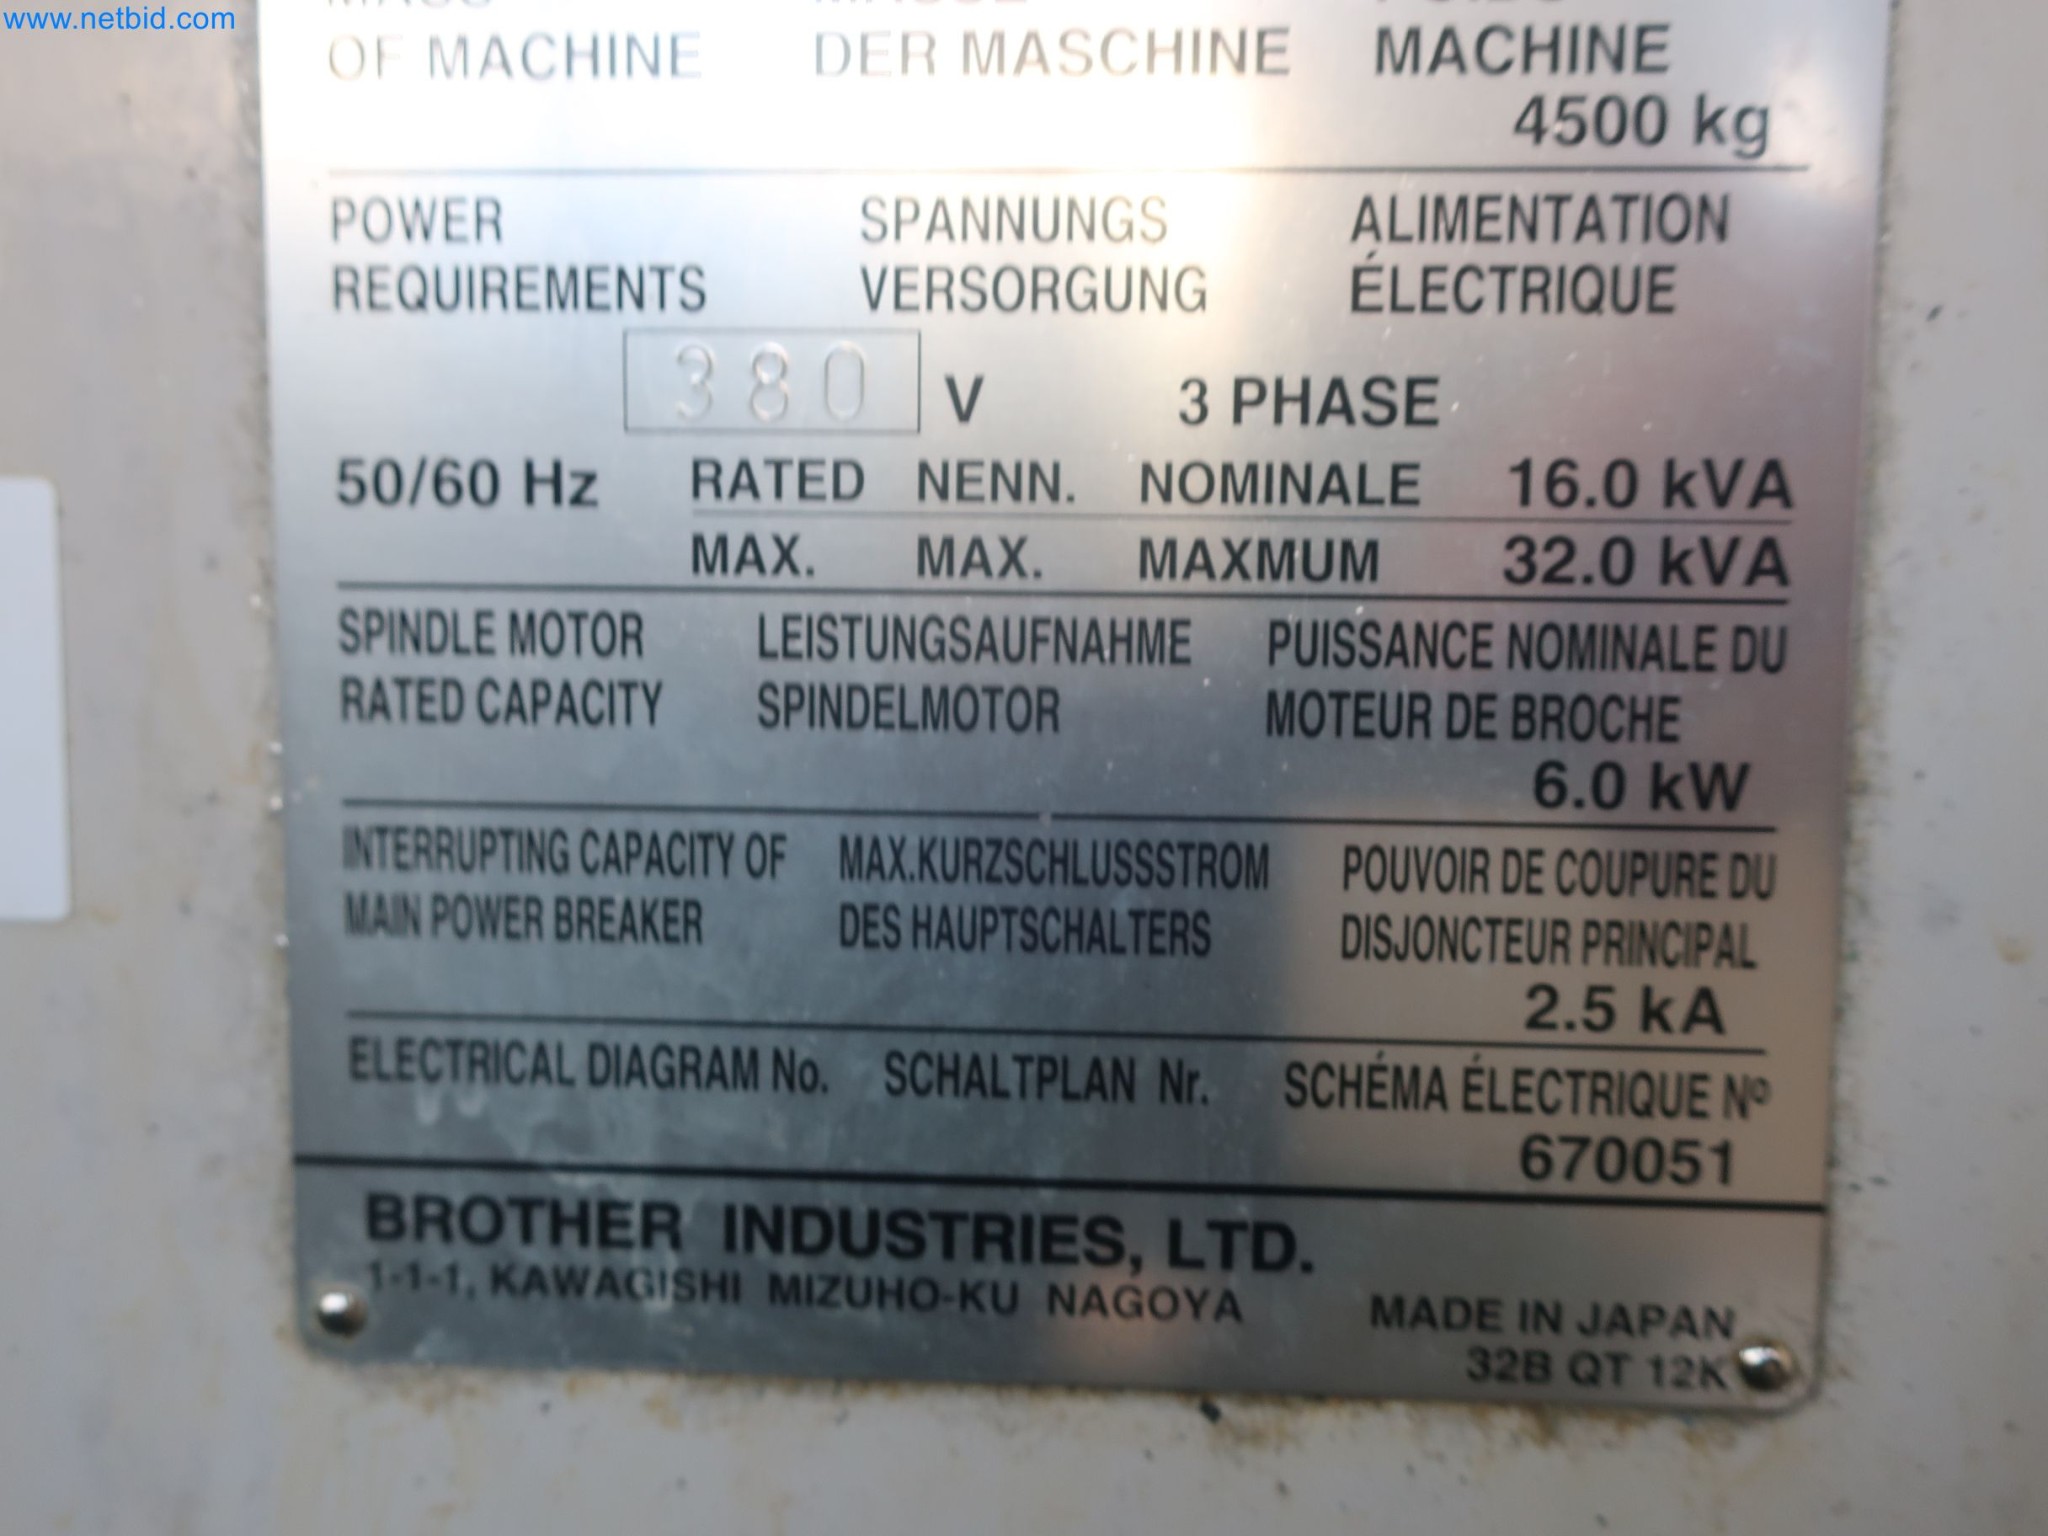 www.netbid.com
MASS MASSE POIDS
OF MACHINE DER MASCHINE MACHINE
4500 kg
POWER SPANNUNGS ALIMENTATION
REQUIREMENTS VERSORGUNG ÉLECTRIQUE
380 V 3 PHASE
50/60 Hz RATED NENN. NOMINALE 16.0 kVA
MAX. MAX. MAXMUM 32.0 kVA
SPINDLE MOTOR LEISTUNGSAUFNAHME PUISSANCE NOMINALE DU
RATED CAPACITY SPINDELMOTOR MOTEUR DE BROCHE
6.0 kW
INTERRUPTING CAPACITY OF MAX.KURZSCHLUSSSTROM POUVOIR DE COUPURE DU
MAIN POWER BREAKER DES HAUPTSCHALTERS DISJONCTEUR PRINCIPAL
2.5 kA
ELECTRICAL DIAGRAM No. SCHALTPLAN Nr. SCHÉMA ÉLECTRIQUE Nº
670051
BROTHER INDUSTRIES, LTD.
1-1-1, KAWAGISHI MIZUHO-KU NAGOYA
MADE IN JAPAN
32B QT 12K